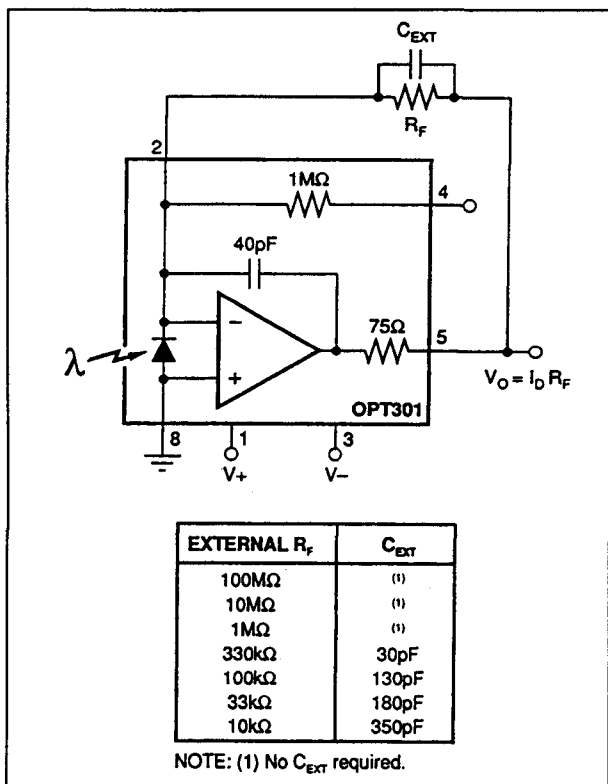 C_EXT
R_F
2
1MΩ
4
40pF
75Ω
5
λ
−
+
V_O = I_D R_F
OPT301
8
1
3
V+
V−
EXTERNAL R_F C_EXT
100MΩ (1)
10MΩ (1)
1MΩ (1)
330kΩ 30pF
100kΩ 130pF
33kΩ 180pF
10kΩ 350pF
NOTE: (1) No C_EXT required.